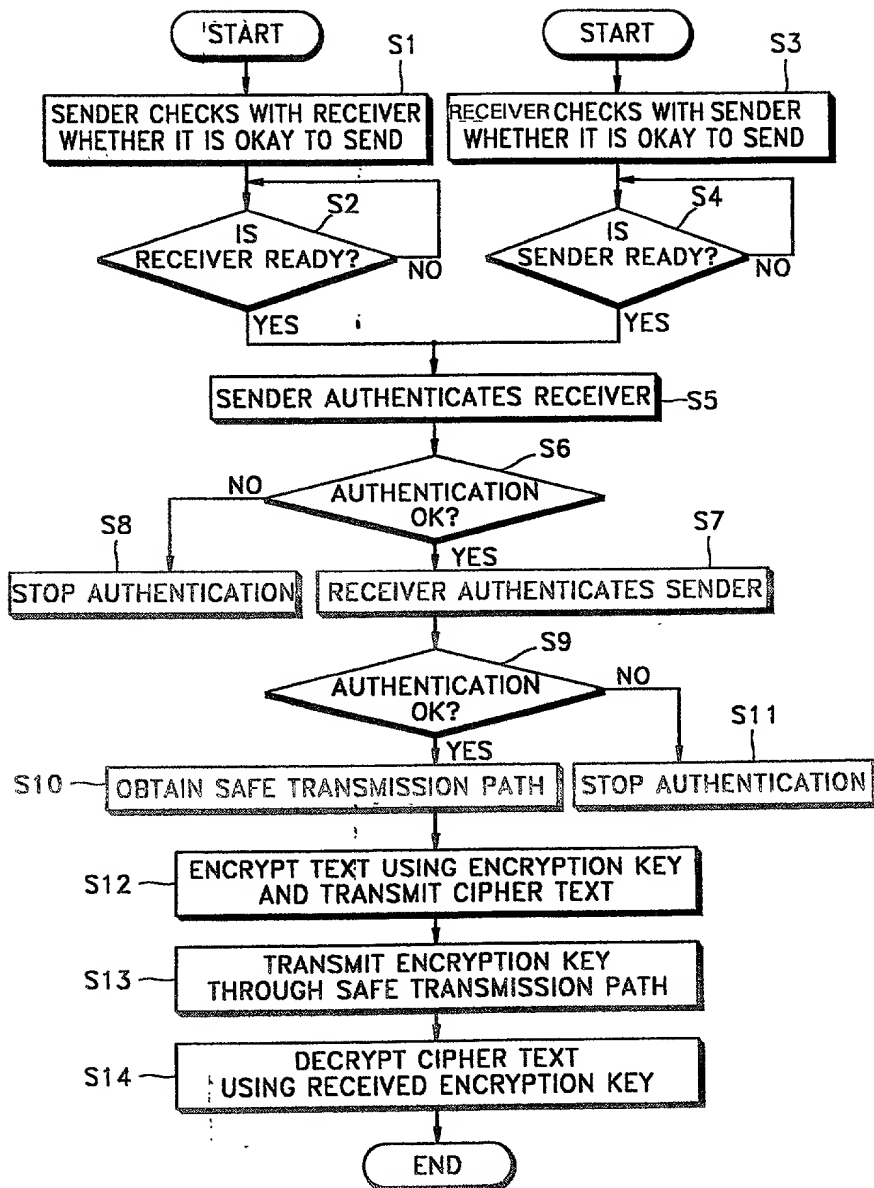 START
START
S1
S3
SENDER CHECKS WITH RECEIVER
WHETHER IT IS OKAY TO SEND
RECEIVER CHECKS WITH SENDER
WHETHER IT IS OKAY TO SEND
S2
S4
IS
RECEIVER READY?
NO
IS
SENDER READY?
NO
YES
YES
SENDER AUTHENTICATES RECEIVER
S5
S6
AUTHENTICATION
OK?
NO
YES
S8
STOP AUTHENTICATION
S7
RECEIVER AUTHENTICATES SENDER
S9
AUTHENTICATION
OK?
NO
YES
S11
S10
OBTAIN SAFE TRANSMISSION PATH
STOP AUTHENTICATION
S12
ENCRYPT TEXT USING ENCRYPTION KEY
AND TRANSMIT CIPHER TEXT
S13
TRANSMIT ENCRYPTION KEY
THROUGH SAFE TRANSMISSION PATH
S14
DECRYPT CIPHER TEXT
USING RECEIVED ENCRYPTION KEY
END